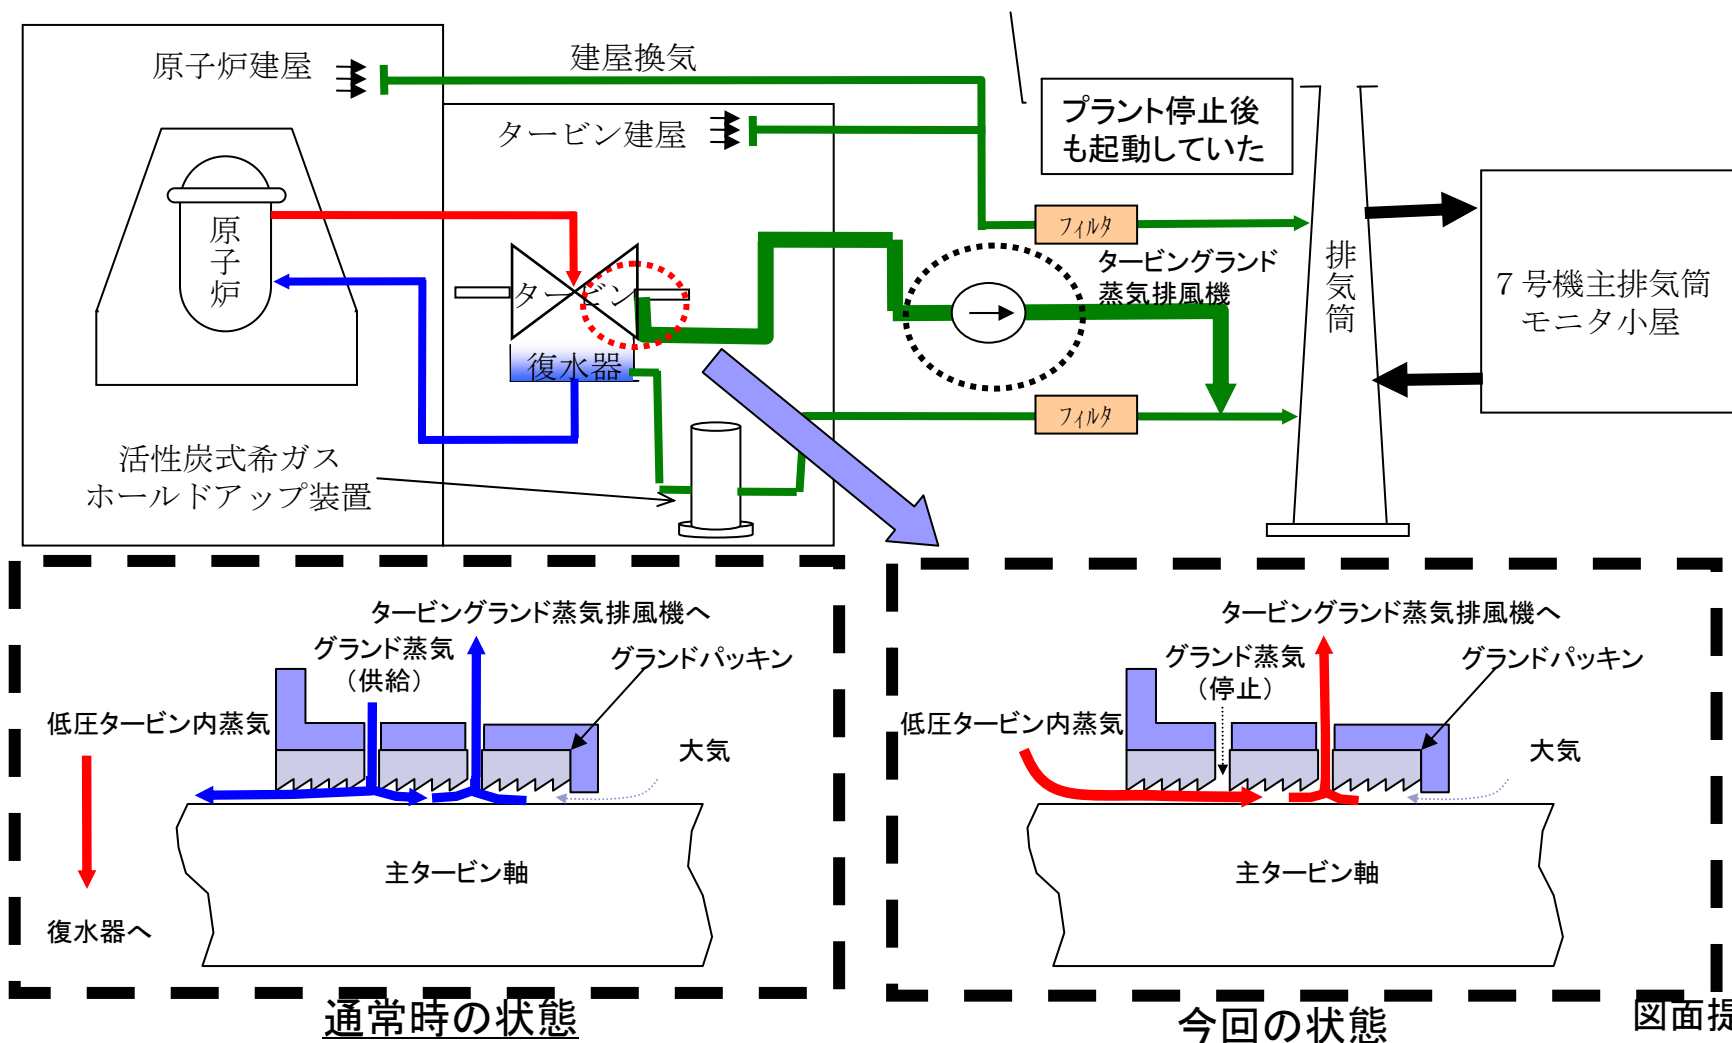 原子炉建屋
建屋換気
タービン建屋
プラント停止後
も起動していた
原子炉
タービン
復水器
フィルタ
タービングランド
蒸気排風機
フィルタ
排気筒
7号機主排気筒
モニタ小屋
活性炭式希ガス
ホールドアップ装置
タービングランド蒸気排風機へ
グランド蒸気
(供給)
グランドパッキン
低圧タービン内蒸気
大気
主タービン軸
復水器へ
通常時の状態
タービングランド蒸気排風機へ
グランド蒸気
(停止)
グランドパッキン
低圧タービン内蒸気
大気
主タービン軸
今回の状態
図面提